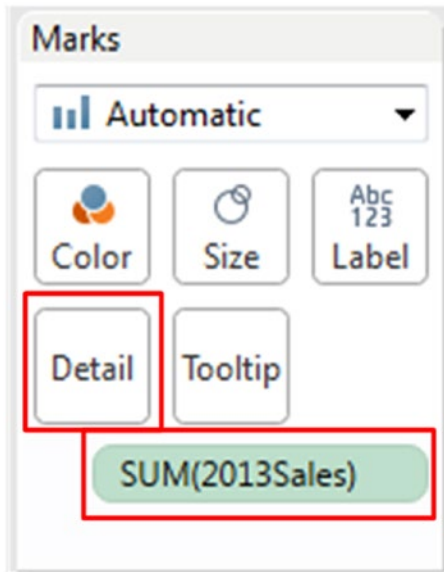 Marks
Automatic
Abc
123
Color Size Label
Detail Tooltip
SUM(2013Sales)